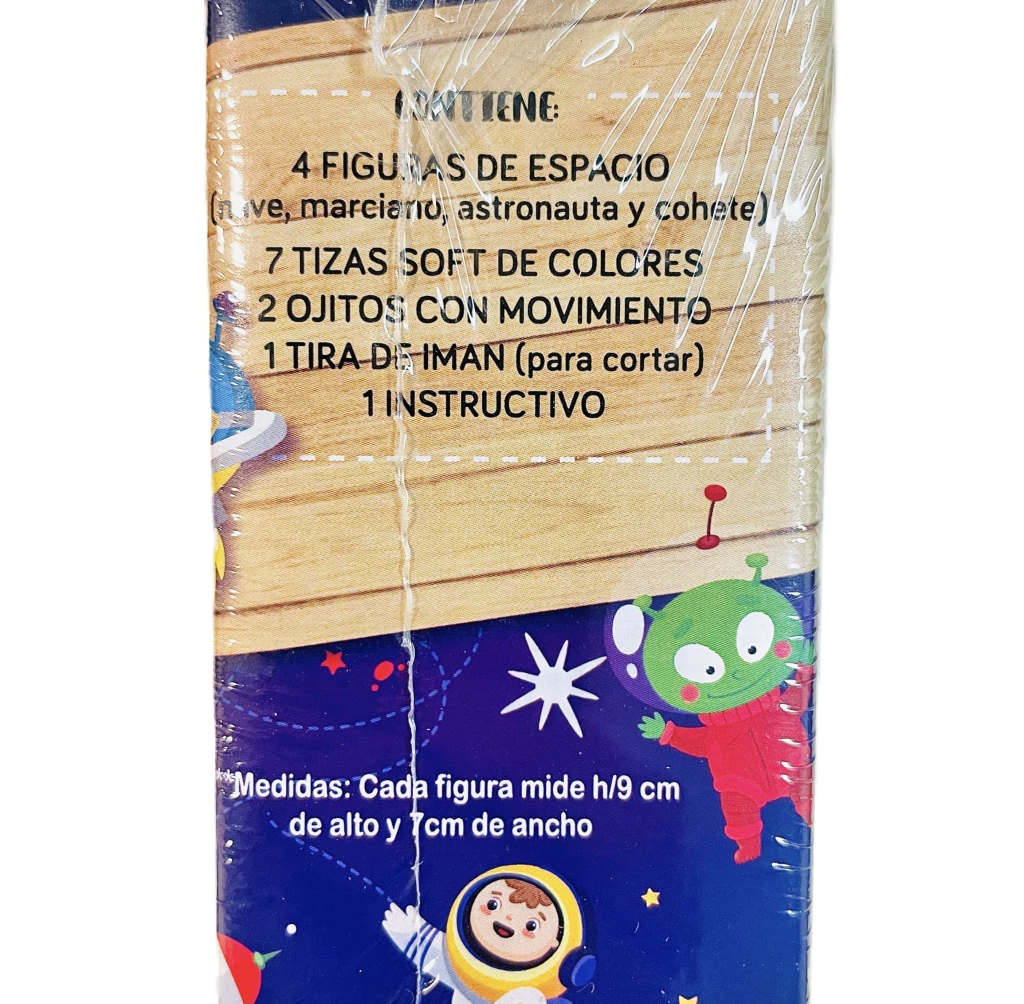 CONTIENE:
4 FIGURAS DE ESPACIO
(nave, marciano, astronauta y cohete)
7 TIZAS SOFT DE COLORES
2 OJITOS CON MOVIMIENTO
1 TIRA DE IMAN (para cortar)
1 INSTRUCTIVO
Medidas: Cada figura mide h/9 cm
de alto y 7cm de ancho